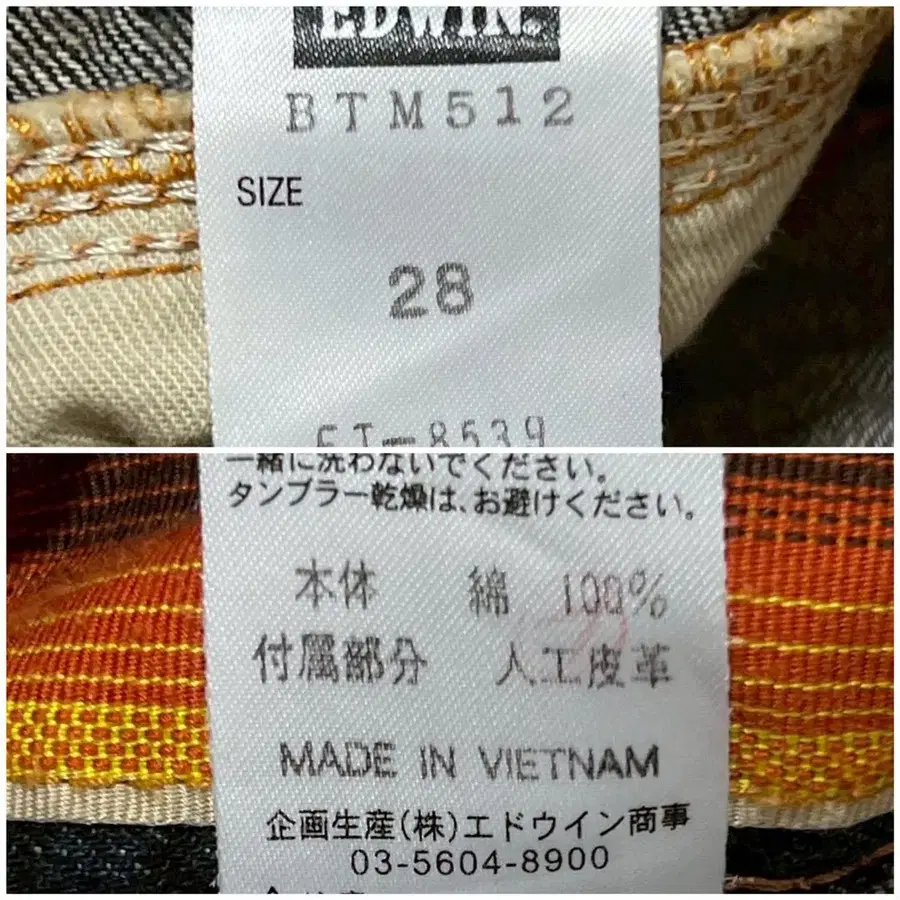 EDWIN®
BTM512
SIZE
28
一緒に洗わないでください。
タンブラー乾燥は、お避けください。
本体 綿 100%
付属部分 人工皮革
MADE IN VIETNAM
企画生産(株)エドウイン商事
03-5604-8900